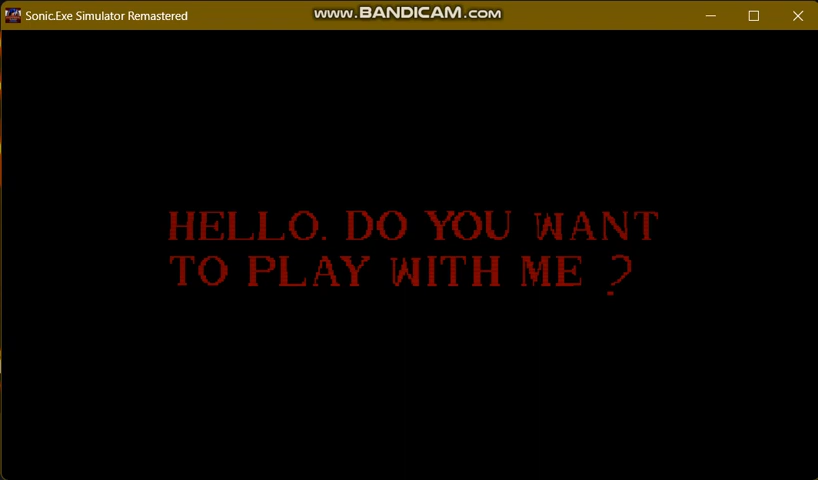 Sonic.Exe Simulator Remastered
www.BANDICAM.com
HELLO. DO YOU WANT
TO PLAY WITH ME ?